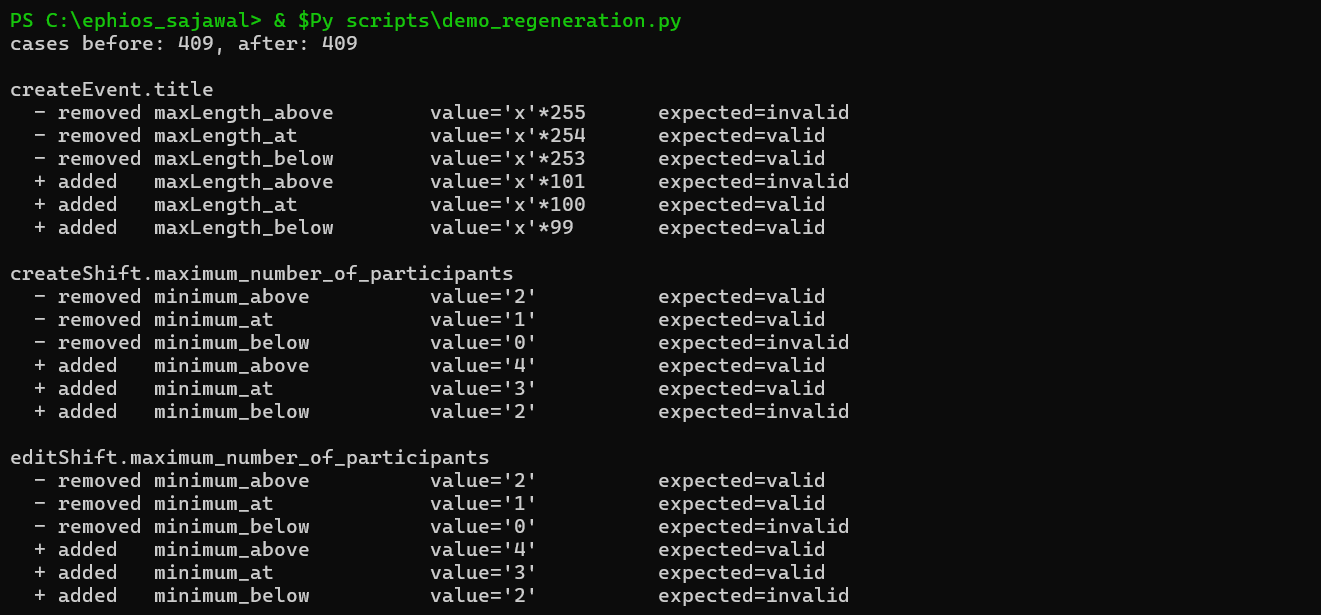 PS C:\ephios_sajawal> & $Py scripts\demo_regeneration.py
cases before: 409, after: 409

createEvent.title
  - removed maxLength_above        value='x'*255      expected=invalid
  - removed maxLength_at           value='x'*254      expected=valid
  - removed maxLength_below        value='x'*253      expected=valid
  + added   maxLength_above        value='x'*101      expected=invalid
  + added   maxLength_at           value='x'*100      expected=valid
  + added   maxLength_below        value='x'*99       expected=valid

createShift.maximum_number_of_participants
  - removed minimum_above          value='2'          expected=valid
  - removed minimum_at             value='1'          expected=valid
  - removed minimum_below          value='0'          expected=invalid
  + added   minimum_above          value='4'          expected=valid
  + added   minimum_at             value='3'          expected=valid
  + added   minimum_below          value='2'          expected=invalid

editShift.maximum_number_of_participants
  - removed minimum_above          value='2'          expected=valid
  - removed minimum_at             value='1'          expected=valid
  - removed minimum_below          value='0'          expected=invalid
  + added   minimum_above          value='4'          expected=valid
  + added   minimum_at             value='3'          expected=valid
  + added   minimum_below          value='2'          expected=invalid